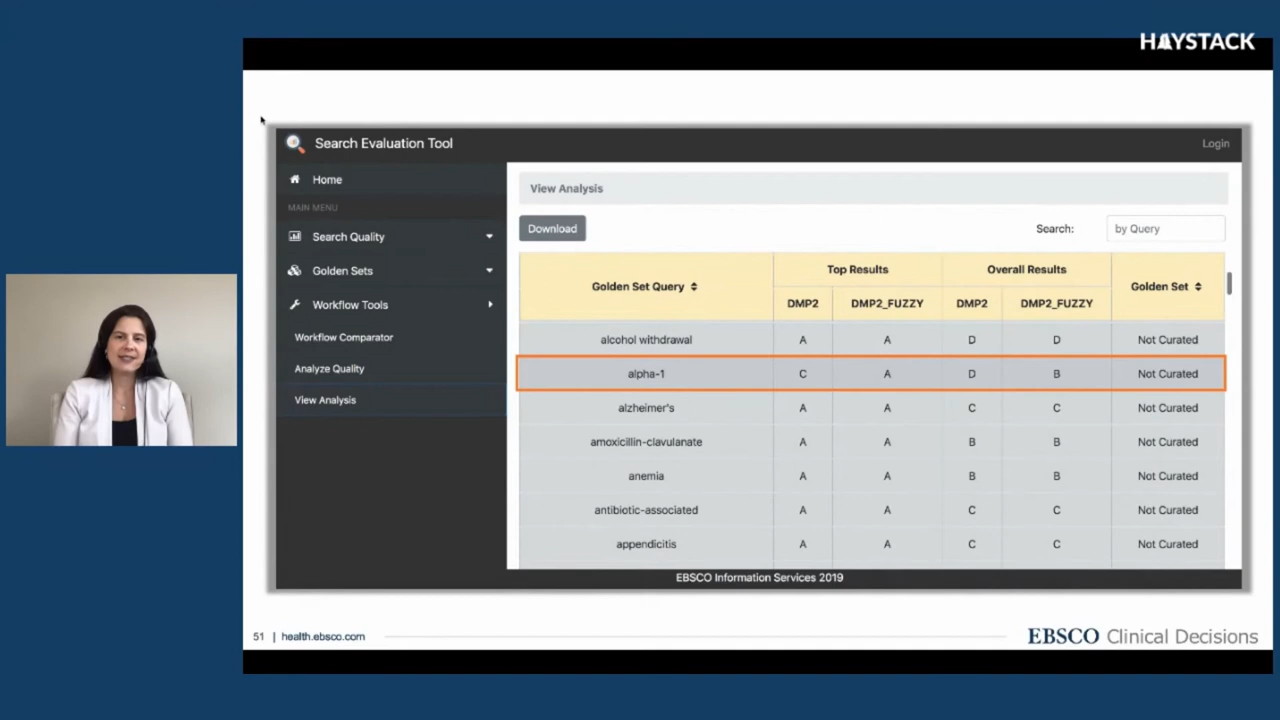 HAYSTACK
Search Evaluation Tool
Login
Home
MAIN MENU
Search Quality
Golden Sets
Workflow Tools
Workflow Comparator
Analyze Quality
View Analysis
View Analysis
Download
Search: by Query
Golden Set Query Top Results Overall Results Golden Set
DMP2 DMP2_FUZZY DMP2 DMP2_FUZZY
alcohol withdrawal A A D D Not Curated
alpha-1 C A D B Not Curated
alzheimer's A A C C Not Curated
amoxicillin-clavulanate A A B B Not Curated
anemia A A B B Not Curated
antibiotic-associated A A C C Not Curated
appendicitis A A C C Not Curated
EBSCO Information Services 2019
51 | health.ebsco.com
EBSCO Clinical Decisions